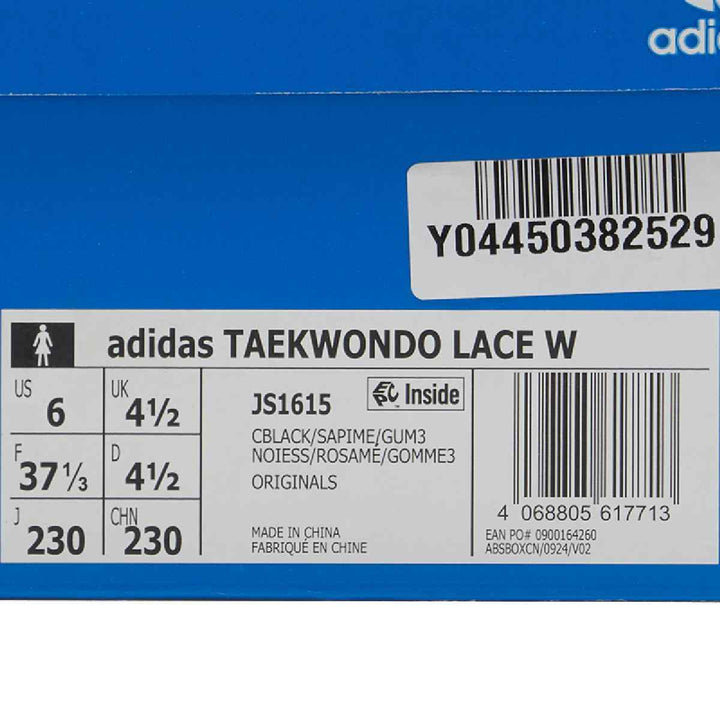 adi
Y04450382529
adidas TAEKWONDO LACE W
US 6
UK 4½
F 37⅓
D 4½
J 230
CHN 230
JS1615
EPC Inside
CBLACK/SAPIME/GUM3
NOIESS/ROSAME/GOMME3
ORIGINALS
MADE IN CHINA
FABRIQUÉ EN CHINE
4 068805 617713
EAN PO# 0900164260
ABSBOXCN/0924/V02